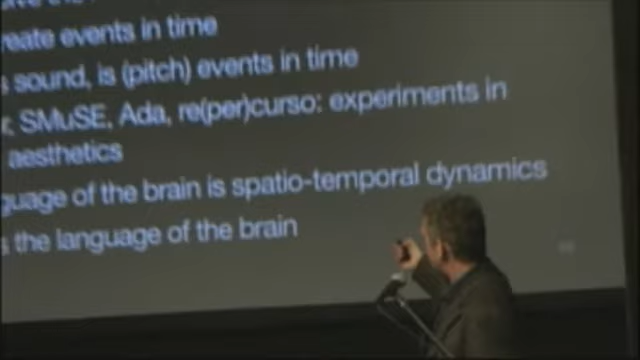 create events in time
sound, is (pitch) events in time
SMuSE, Ada, re(per)curso: experiments in
aesthetics
guage of the brain is spatio-temporal dynamics
the language of the brain